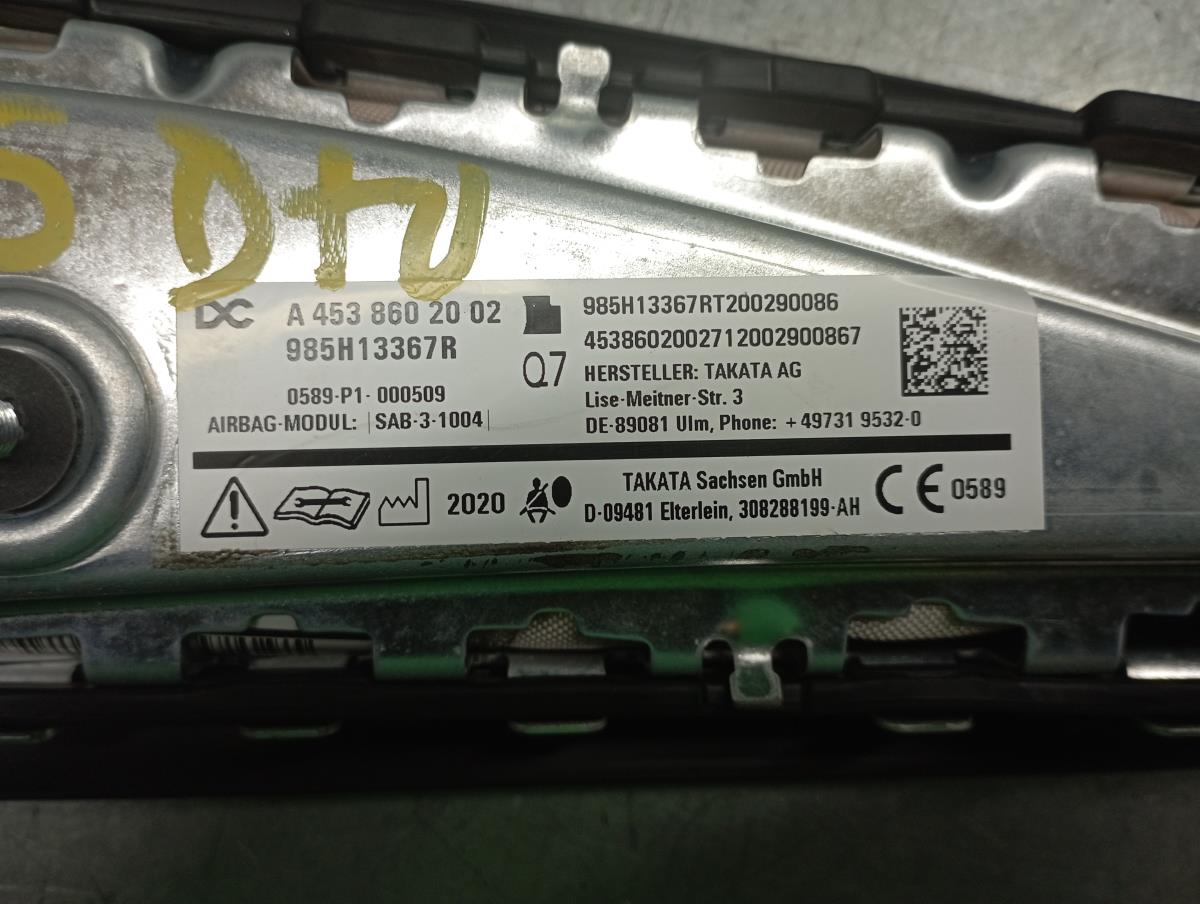 DC A 453 860 20 02
985H13367R
0589-P1-000509
AIRBAG-MODUL: SAB-3-1004
Q7
985H13367RT200290086
4538602002712002900867
HERSTELLER: TAKATA AG
Lise-Meitner-Str. 3
DE-89081 Ulm, Phone: +49731 9532-0
2020
TAKATA Sachsen GmbH
D-09481 Elterlein, 308288199-AH
CE 0589